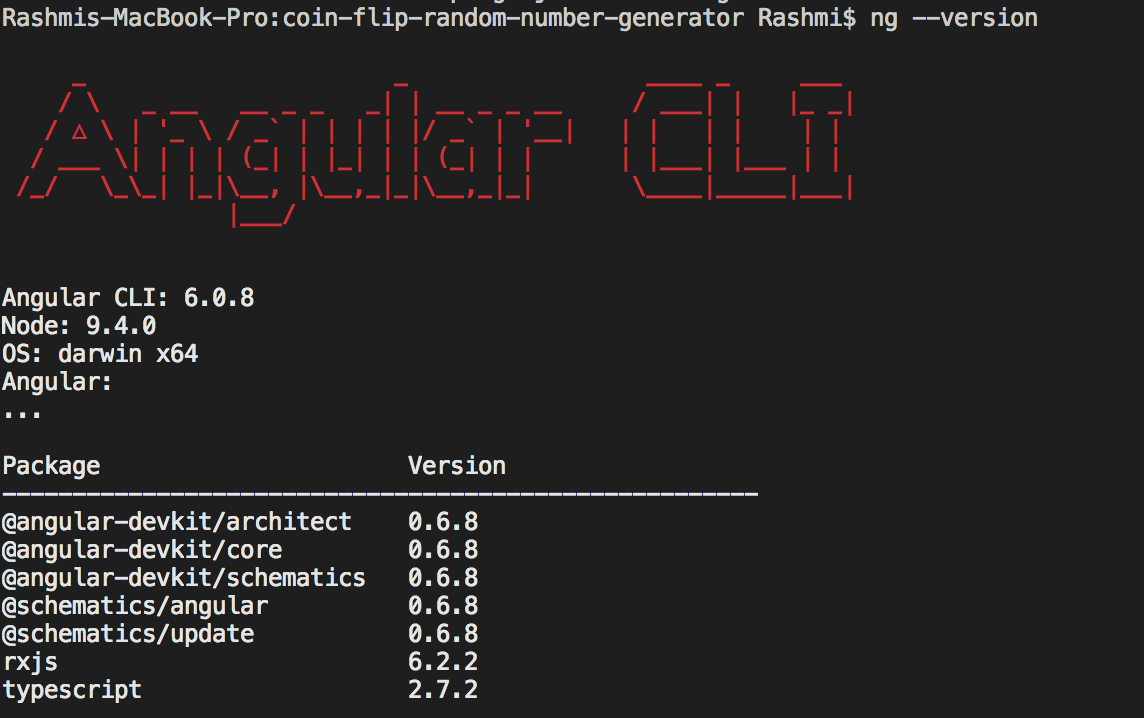 Rashmis-MacBook-Pro:coin-flip-random-number-generator Rashmi$ ng --version
Angular CLI
Angular CLI: 6.0.8
Node: 9.4.0
OS: darwin x64
Angular:
...
Package Version
------------------------------------------------------
@angular-devkit/architect 0.6.8
@angular-devkit/core 0.6.8
@angular-devkit/schematics 0.6.8
@schematics/angular 0.6.8
@schematics/update 0.6.8
rxjs 6.2.2
typescript 2.7.2